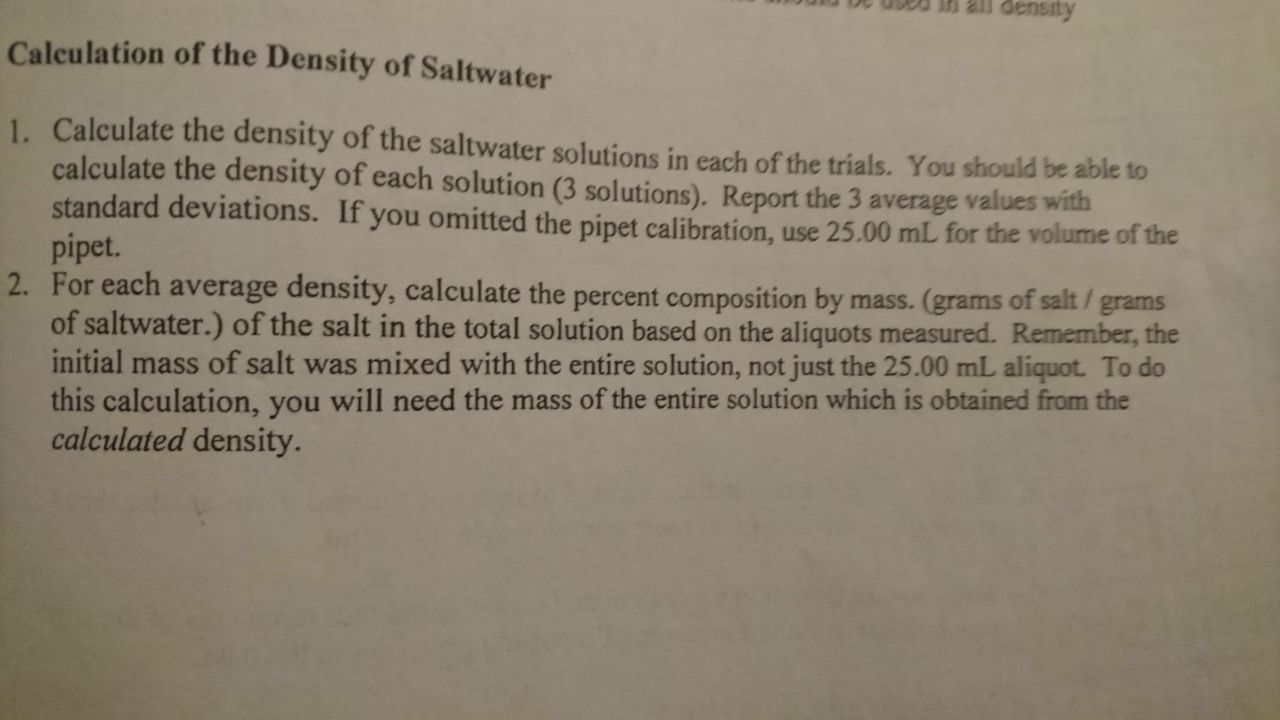 be used in all density
Calculation of the Density of Saltwater
1. Calculate the density of the saltwater solutions in each of the trials. You should be able to
calculate the density of each solution (3 solutions). Report the 3 average values with
standard deviations. If you omitted the pipet calibration, use 25.00 mL for the volume of the
pipet.
2. For each average density, calculate the percent composition by mass. (grams of salt / grams
of saltwater.) of the salt in the total solution based on the aliquots measured. Remember, the
initial mass of salt was mixed with the entire solution, not just the 25.00 mL aliquot. To do
this calculation, you will need the mass of the entire solution which is obtained from the
calculated density.